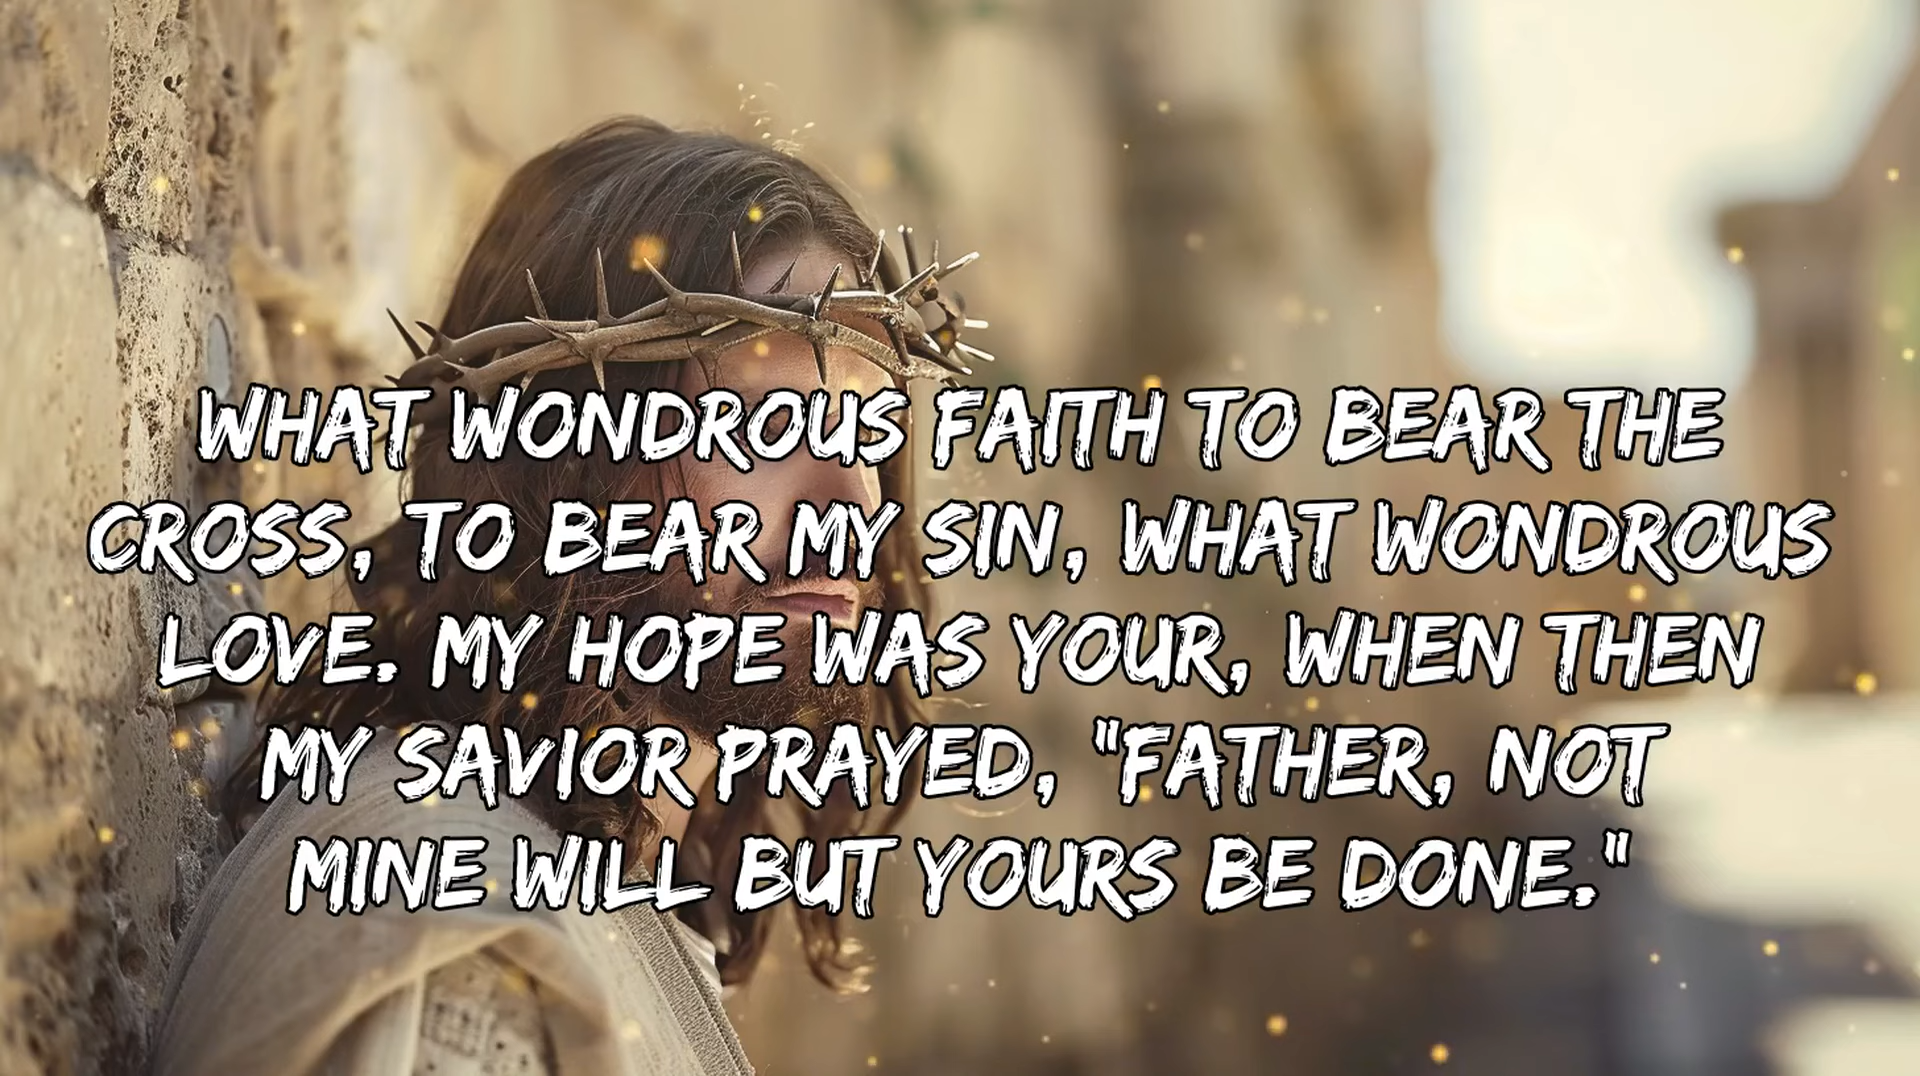 WHAT WONDROUS FAITH TO BEAR THE
CROSS, TO BEAR MY SIN, WHAT WONDROUS
LOVE. MY HOPE WAS YOUR, WHEN THEN
MY SAVIOR PRAYED, "FATHER, NOT
MINE WILL BUT YOURS BE DONE."